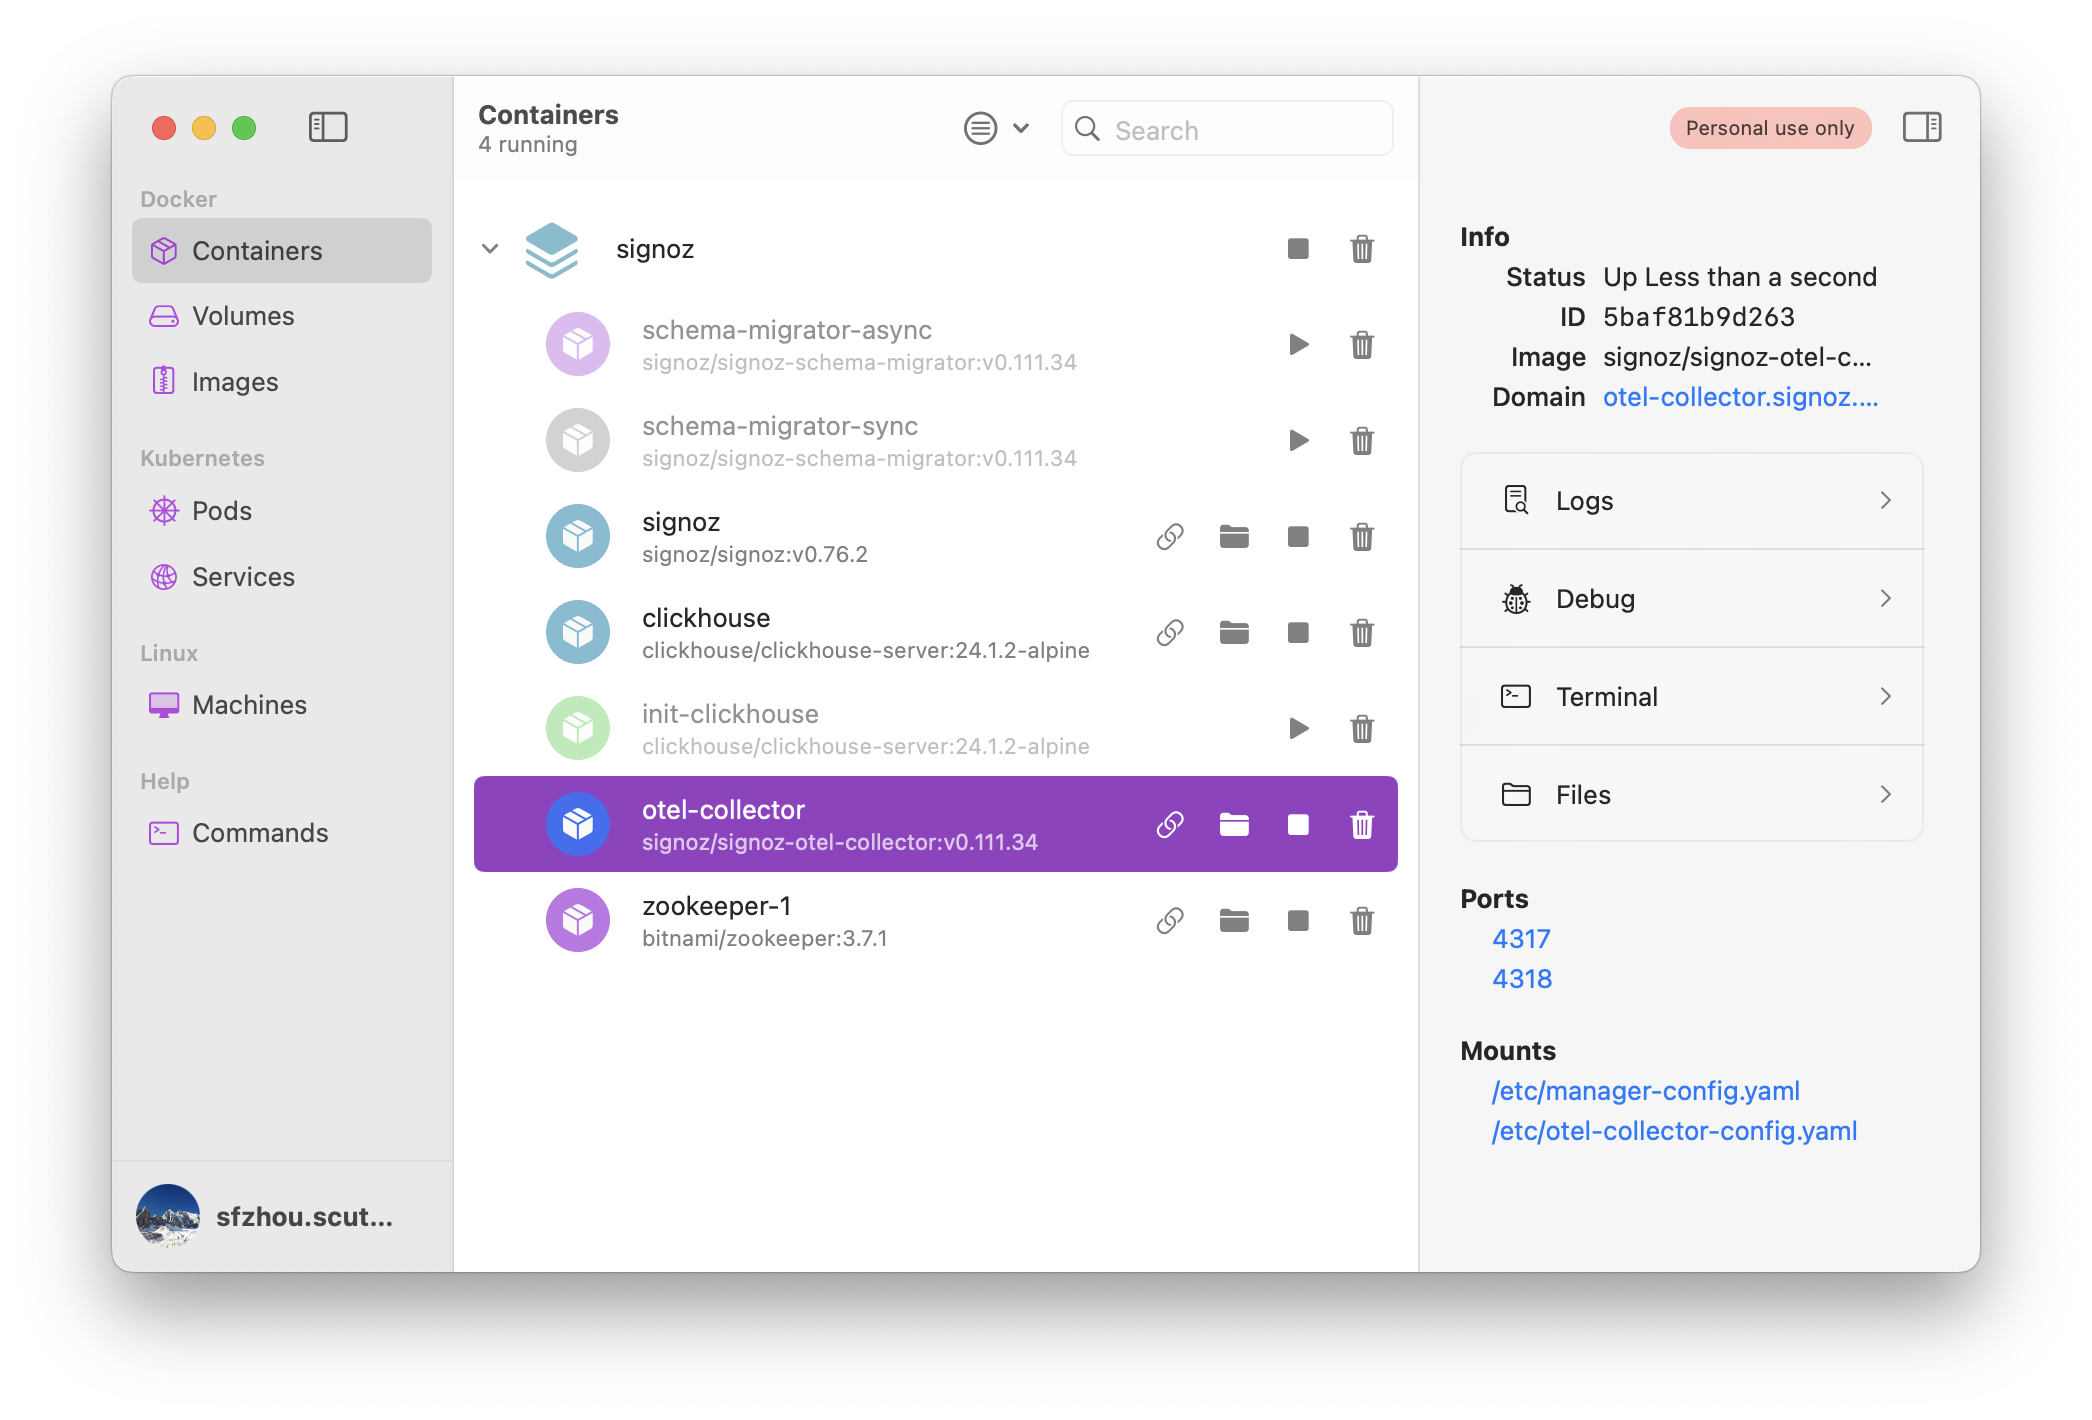 Docker
Containers
Volumes
Images
Kubernetes
Pods
Services
Linux
Machines
Help
Commands
sfzhou.scut...
Containers
4 running
Search
signoz
schema-migrator-async
signoz/signoz-schema-migrator:v0.111.34
schema-migrator-sync
signoz/signoz-schema-migrator:v0.111.34
signoz
signoz/signoz:v0.76.2
clickhouse
clickhouse/clickhouse-server:24.1.2-alpine
init-clickhouse
clickhouse/clickhouse-server:24.1.2-alpine
otel-collector
signoz/signoz-otel-collector:v0.111.34
zookeeper-1
bitnami/zookeeper:3.7.1
Personal use only
Info
Status Up Less than a second
ID 5baf81b9d263
Image signoz/signoz-otel-c...
Domain otel-collector.signoz....
Logs
Debug
Terminal
Files
Ports
4317
4318
Mounts
/etc/manager-config.yaml
/etc/otel-collector-config.yaml